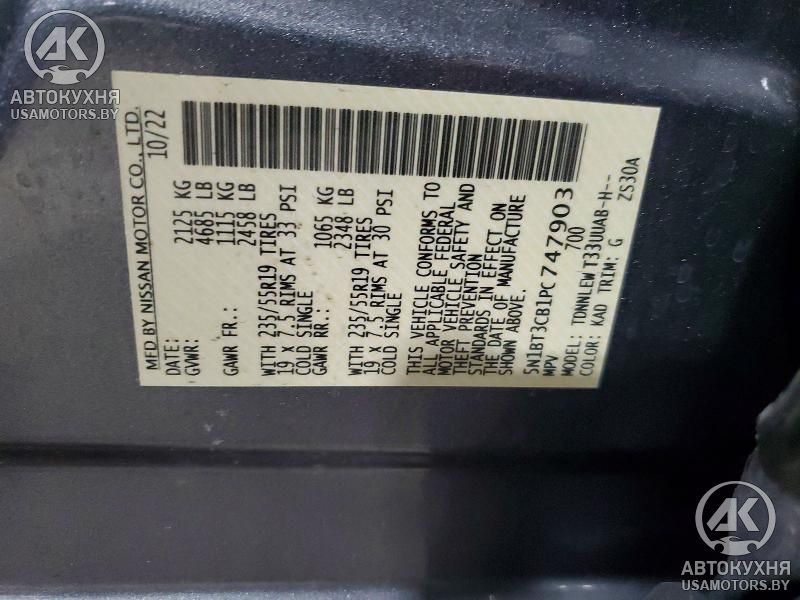 AK
АВТОКУХНЯ
USAMOTORS.BY
MFD BY NISSAN MOTOR CO., LTD.
DATE: 10/22
GVWR: 2125 KG
4685 LB
GAWR FR.: 1115 KG
2458 LB
WITH 235/55R19 TIRES
19 X 7.5 RIMS AT 33 PSI
COLD SINGLE
GAWR RR.: 1065 KG
2348 LB
WITH 235/55R19 TIRES
19 X 7.5 RIMS AT 30 PSI
COLD SINGLE
THIS VEHICLE CONFORMS TO
ALL APPLICABLE FEDERAL
MOTOR VEHICLE SAFETY AND
THEFT PREVENTION
STANDARDS IN EFFECT ON
THE DATE OF MANUFACTURE
SHOWN ABOVE.
5N1BT3CB1PC747903
MPV 700
MODEL: TDNNLEW T33UUAB-H--
COLOR: KAD TRIM: G ZS30A
AK
АВТОКУХНЯ
USAMOTORS.BY